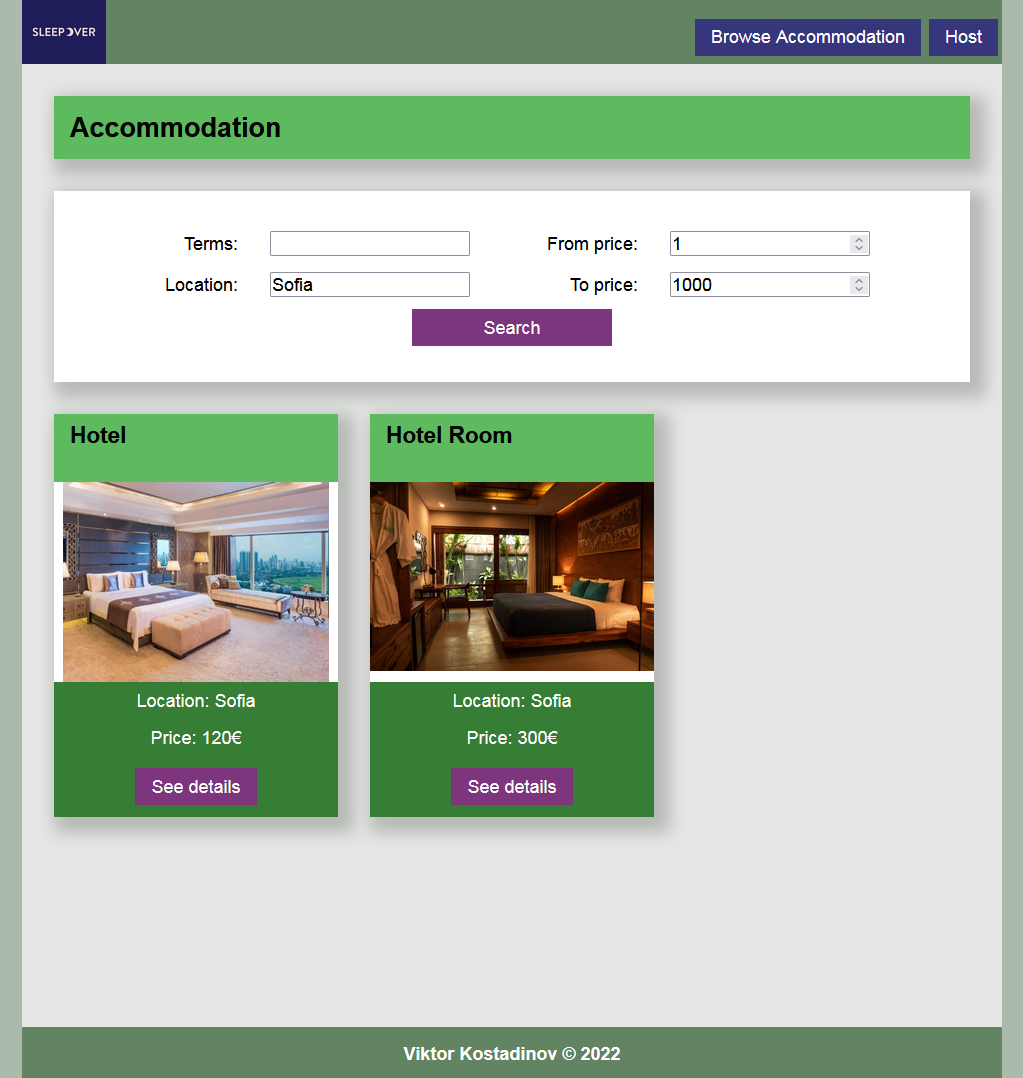 SLEEPOVER
Browse Accommodation Host
Accommodation
Terms: From price: 1
Location: Sofia To price: 1000
Search
Hotel
Location: Sofia
Price: 120€
See details
Hotel Room
Location: Sofia
Price: 300€
See details
Viktor Kostadinov © 2022